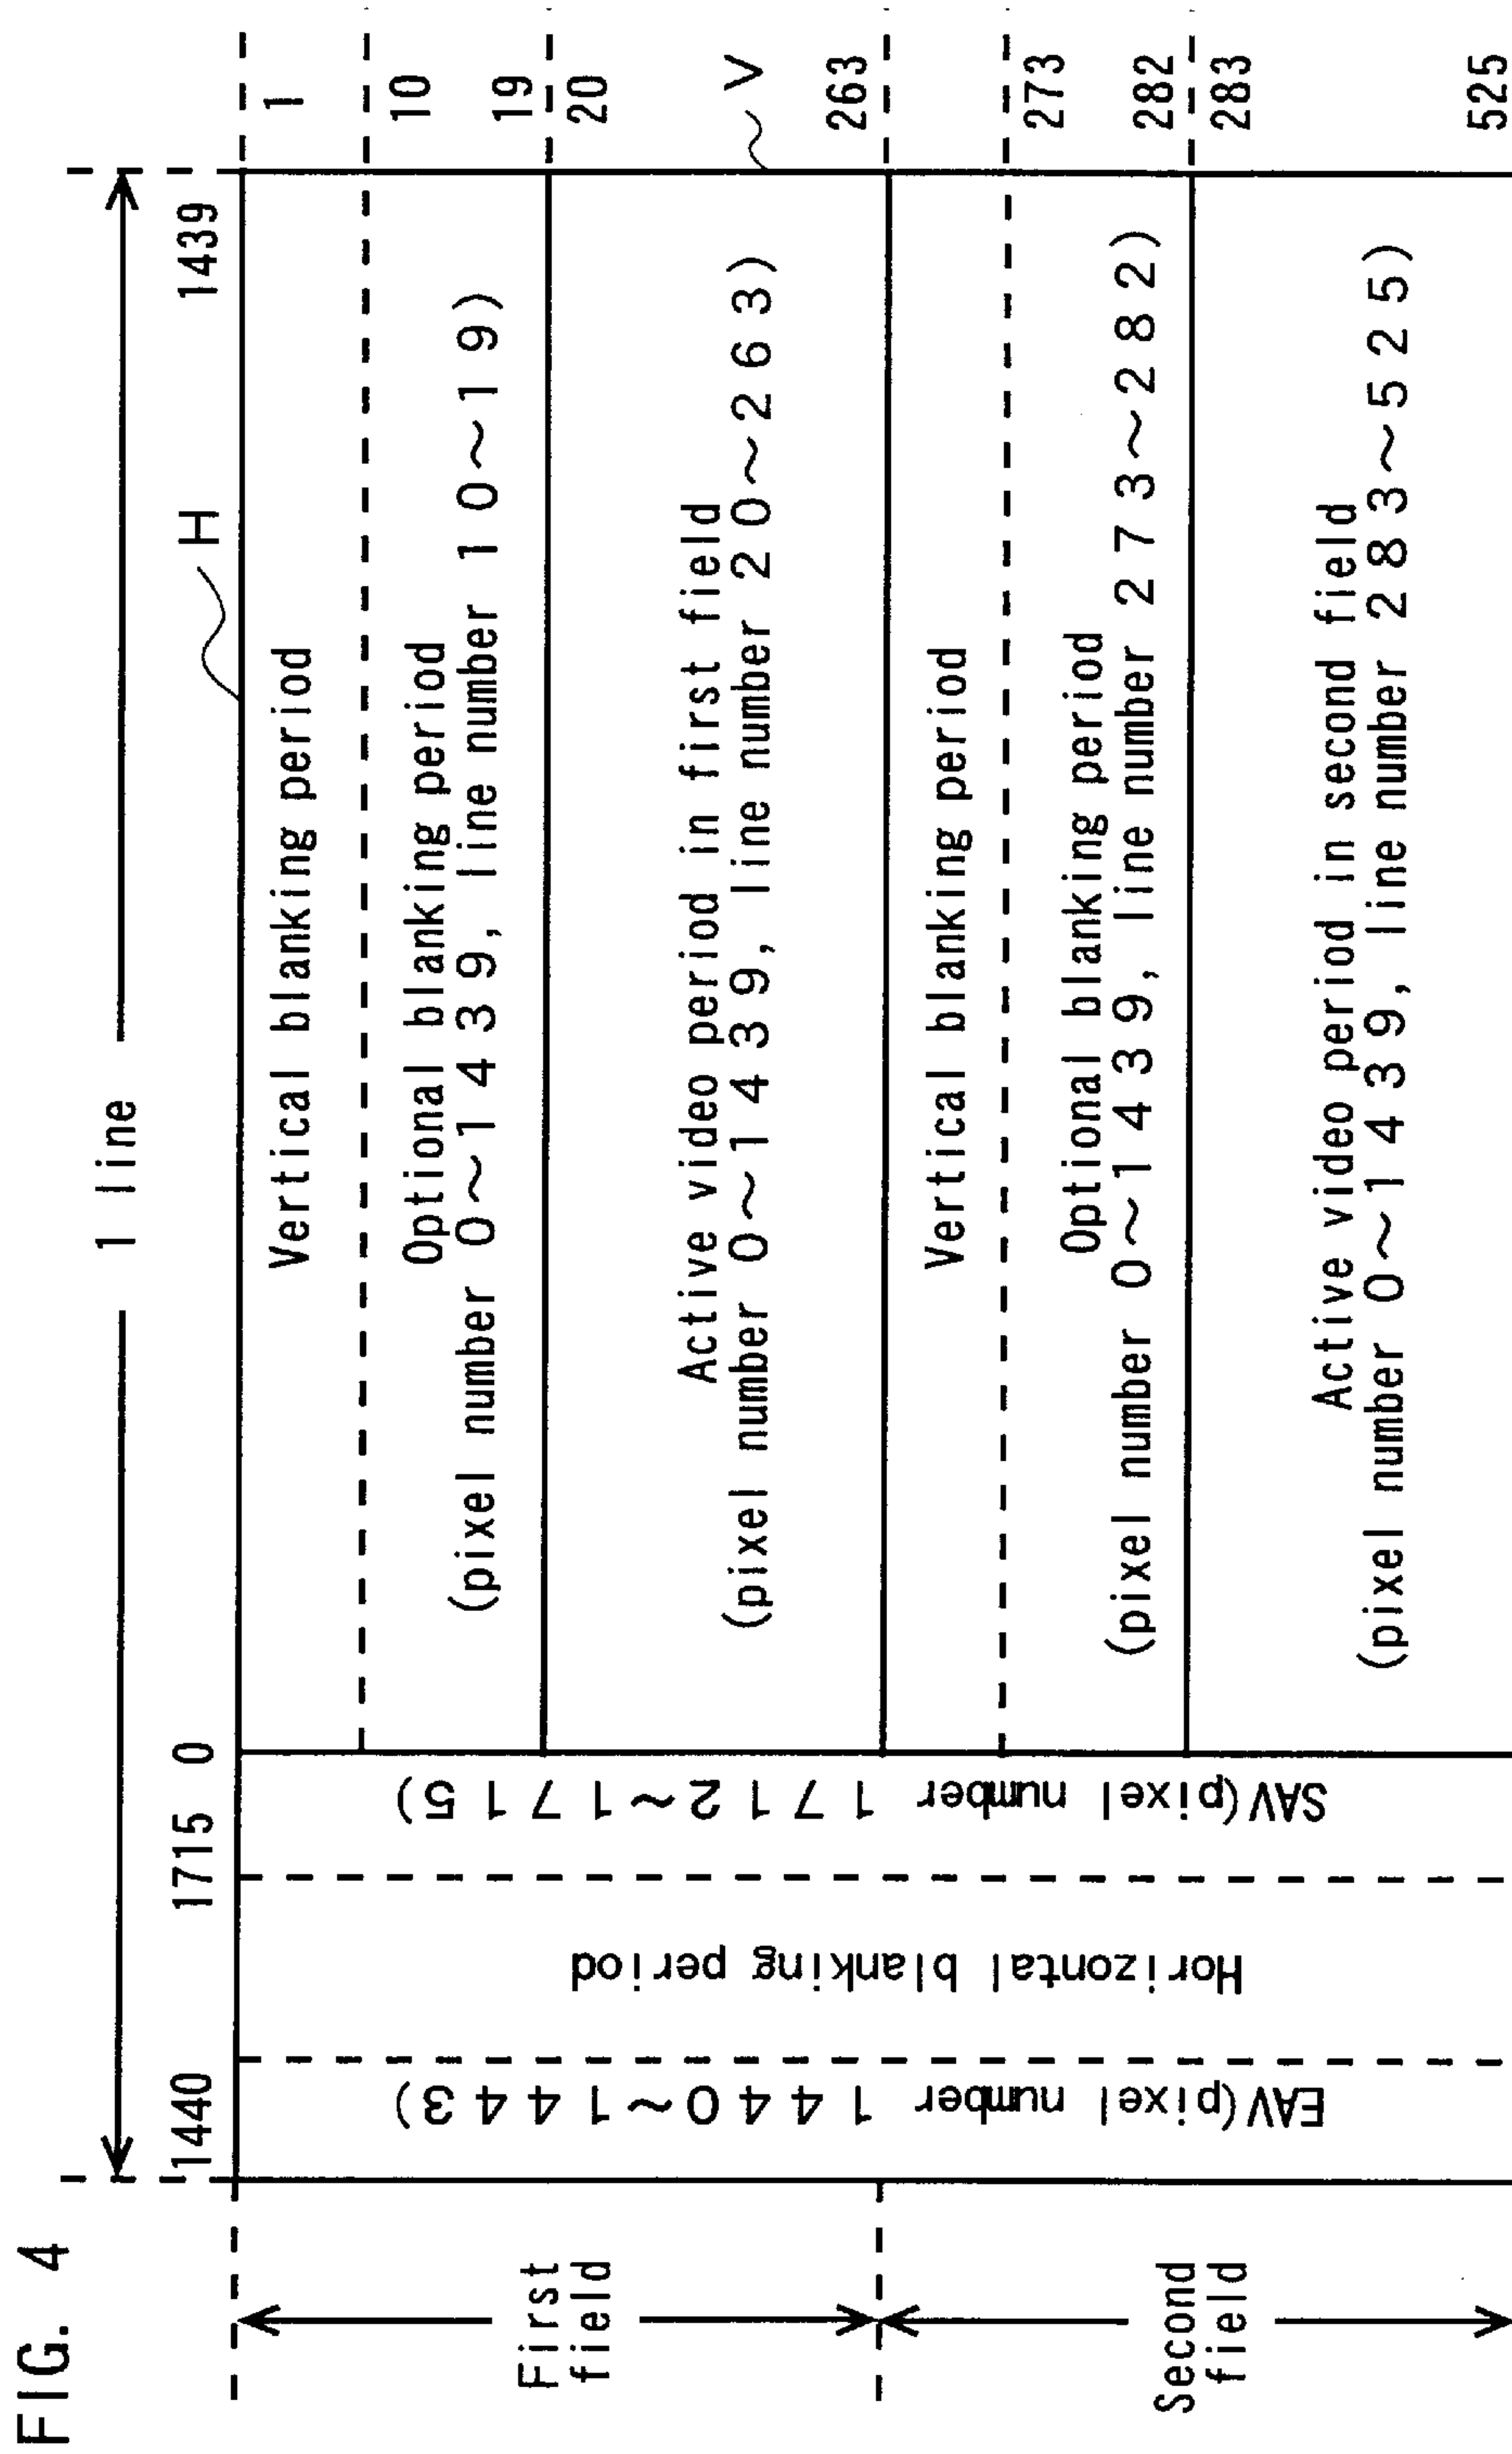 FIG. 4
1 line
1440
1715
0
H
1439
First
field
Second
field
EAV(pixel number 1440~1443)
Horizontal blanking period
SAV(pixel number 1712~1715)
Vertical blanking period
Optional blanking period
(pixel number 0~1439, line number 10~19)
Active video period in first field
(pixel number 0~1439, line number 20~263)
Vertical blanking period
Optional blanking period
(pixel number 0~1439, line number 273~282)
Active video period in second field
(pixel number 0~1439, line number 283~525)
1
10
19
20
V
263
273
282
283
525